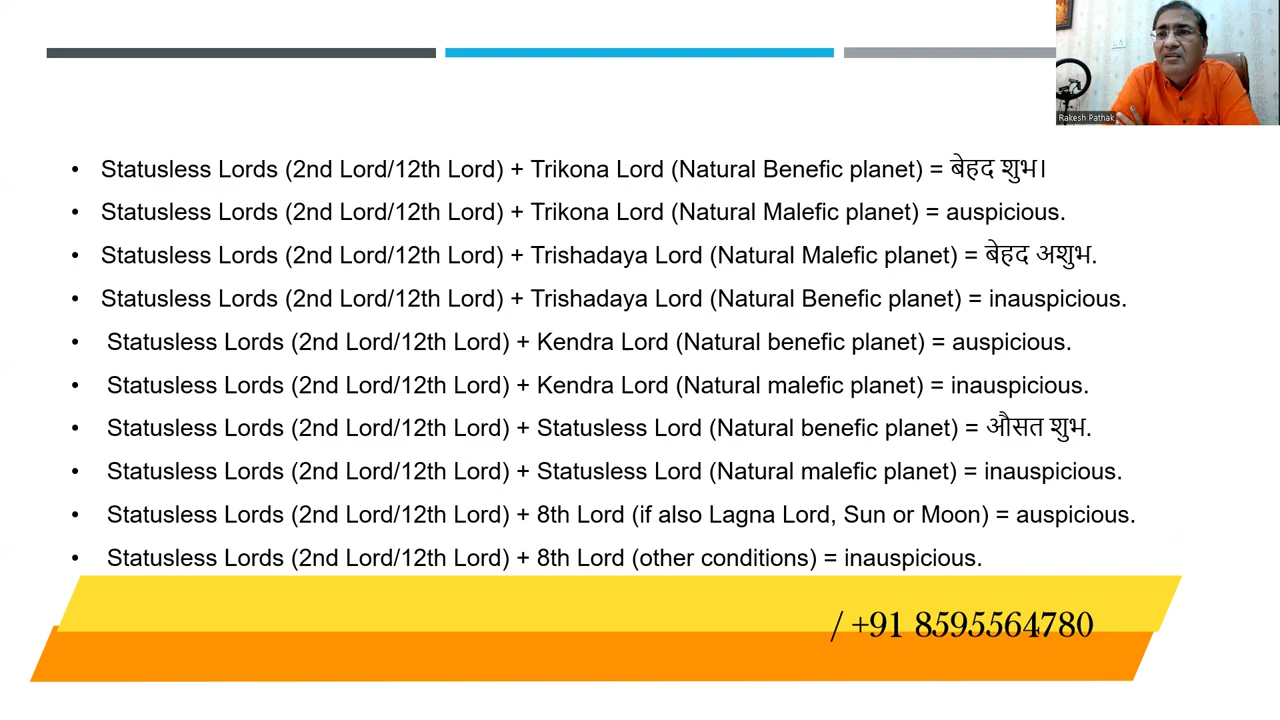 Rakesh Pathak
• Statusless Lords (2nd Lord/12th Lord) + Trikona Lord (Natural Benefic planet) = बेहद शुभ।
• Statusless Lords (2nd Lord/12th Lord) + Trikona Lord (Natural Malefic planet) = auspicious.
• Statusless Lords (2nd Lord/12th Lord) + Trishadaya Lord (Natural Malefic planet) = बेहद अशुभ.
• Statusless Lords (2nd Lord/12th Lord) + Trishadaya Lord (Natural Benefic planet) = inauspicious.
• Statusless Lords (2nd Lord/12th Lord) + Kendra Lord (Natural benefic planet) = auspicious.
• Statusless Lords (2nd Lord/12th Lord) + Kendra Lord (Natural malefic planet) = inauspicious.
• Statusless Lords (2nd Lord/12th Lord) + Statusless Lord (Natural benefic planet) = औसत शुभ.
• Statusless Lords (2nd Lord/12th Lord) + Statusless Lord (Natural malefic planet) = inauspicious.
• Statusless Lords (2nd Lord/12th Lord) + 8th Lord (if also Lagna Lord, Sun or Moon) = auspicious.
• Statusless Lords (2nd Lord/12th Lord) + 8th Lord (other conditions) = inauspicious.
/ +91 8595564780